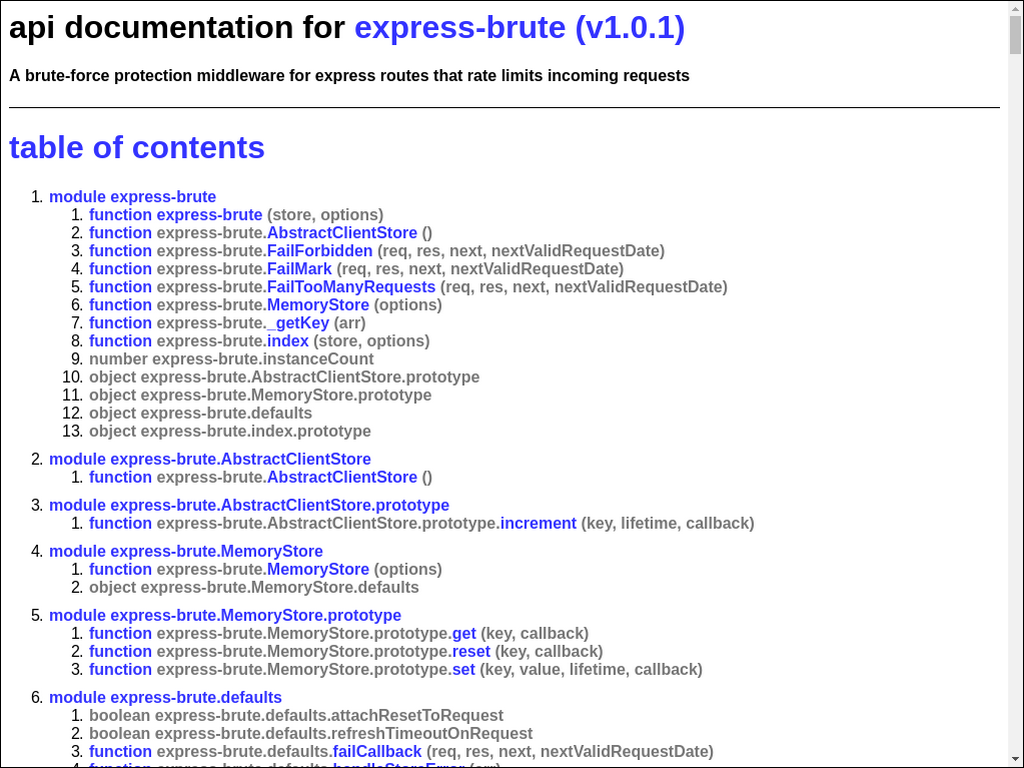 api documentation for express-brute (v1.0.1)
A brute-force protection middleware for express routes that rate limits incoming requests
table of contents
1. module express-brute
1. function express-brute (store, options)
2. function express-brute.AbstractClientStore ()
3. function express-brute.FailForbidden (req, res, next, nextValidRequestDate)
4. function express-brute.FailMark (req, res, next, nextValidRequestDate)
5. function express-brute.FailTooManyRequests (req, res, next, nextValidRequestDate)
6. function express-brute.MemoryStore (options)
7. function express-brute._getKey (arr)
8. function express-brute.index (store, options)
9. number express-brute.instanceCount
10. object express-brute.AbstractClientStore.prototype
11. object express-brute.MemoryStore.prototype
12. object express-brute.defaults
13. object express-brute.index.prototype
2. module express-brute.AbstractClientStore
1. function express-brute.AbstractClientStore ()
3. module express-brute.AbstractClientStore.prototype
1. function express-brute.AbstractClientStore.prototype.increment (key, lifetime, callback)
4. module express-brute.MemoryStore
1. function express-brute.MemoryStore (options)
2. object express-brute.MemoryStore.defaults
5. module express-brute.MemoryStore.prototype
1. function express-brute.MemoryStore.prototype.get (key, callback)
2. function express-brute.MemoryStore.prototype.reset (key, callback)
3. function express-brute.MemoryStore.prototype.set (key, value, lifetime, callback)
6. module express-brute.defaults
1. boolean express-brute.defaults.attachResetToRequest
2. boolean express-brute.defaults.refreshTimeoutOnRequest
3. function express-brute.defaults.failCallback (req, res, next, nextValidRequestDate)
4. function express-brute.defaults.handleStoreError (err)